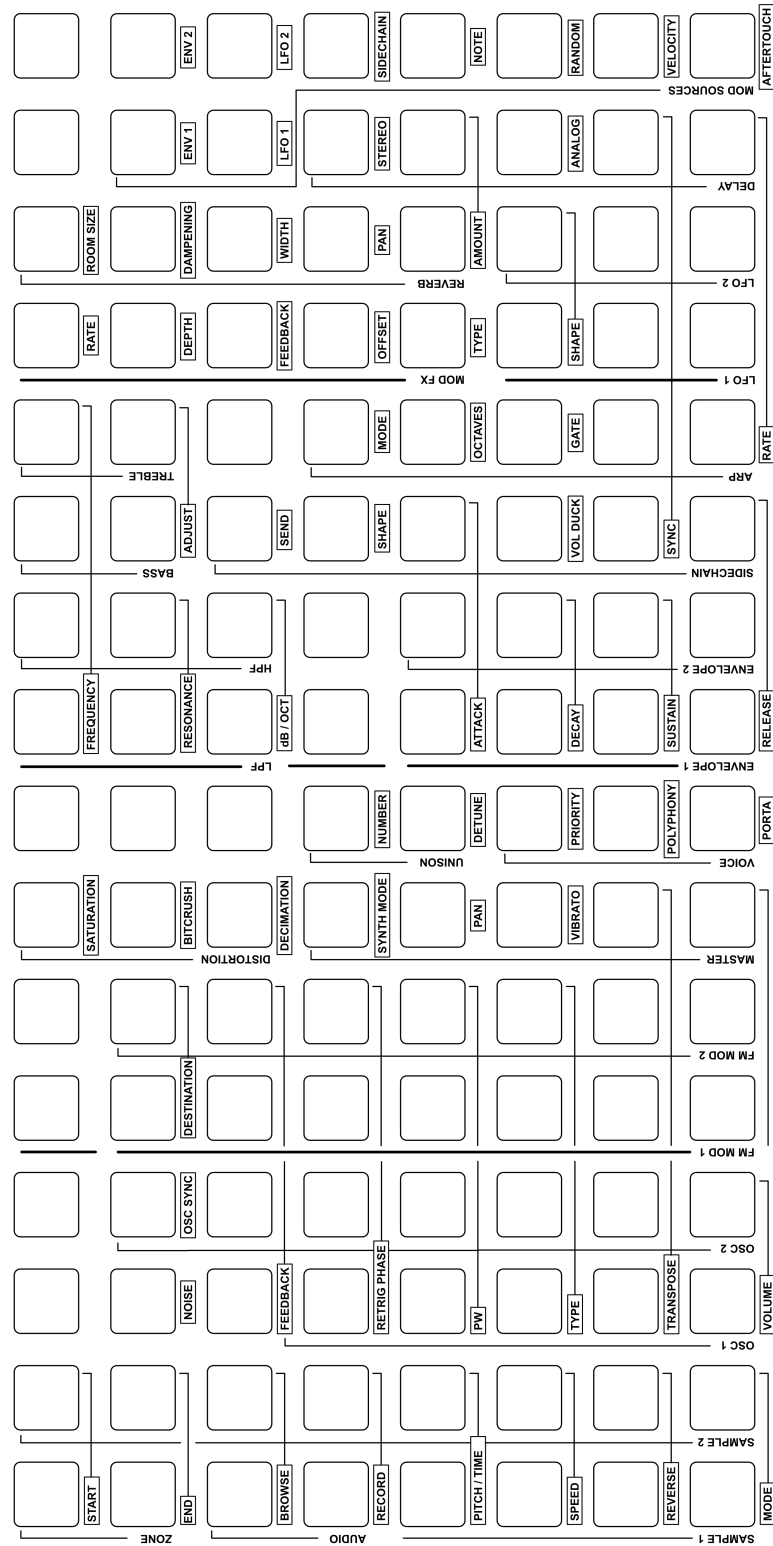 START
SATURATION
FREQUENCY
RATE
ROOM SIZE
END
NOISE
OSC SYNC
DESTINATION
BITCRUSH
RESONANCE
ADJUST
DEPTH
DAMPENING
ENV 1
ENV 2
BROWSE
FEEDBACK
DECIMATION
dB / OCT
SEND
FEEDBACK
WIDTH
LFO 1
LFO 2
RECORD
RETRIG PHASE
SYNTH MODE
NUMBER
SHAPE
MODE
OFFSET
PAN
STEREO
SIDECHAIN
PITCH / TIME
PW
PAN
DETUNE
ATTACK
OCTAVES
TYPE
AMOUNT
NOTE
SPEED
TYPE
VIBRATO
PRIORITY
DECAY
VOL DUCK
GATE
SHAPE
ANALOG
RANDOM
REVERSE
TRANSPOSE
POLYPHONY
SUSTAIN
SYNC
VELOCITY
MODE
VOLUME
PORTA
RELEASE
RATE
AFTERTOUCH
SAMPLE 1
AUDIO
ZONE
SAMPLE 2
OSC 1
OSC 2
FM MOD 1
FM MOD 2
MASTER
DISTORTION
VOICE
UNISON
ENVELOPE 1
LPF
ENVELOPE 2
HPF
SIDECHAIN
BASS
ARP
TREBLE
LFO 1
MOD FX
LFO 2
REVERB
DELAY
MOD SOURCES